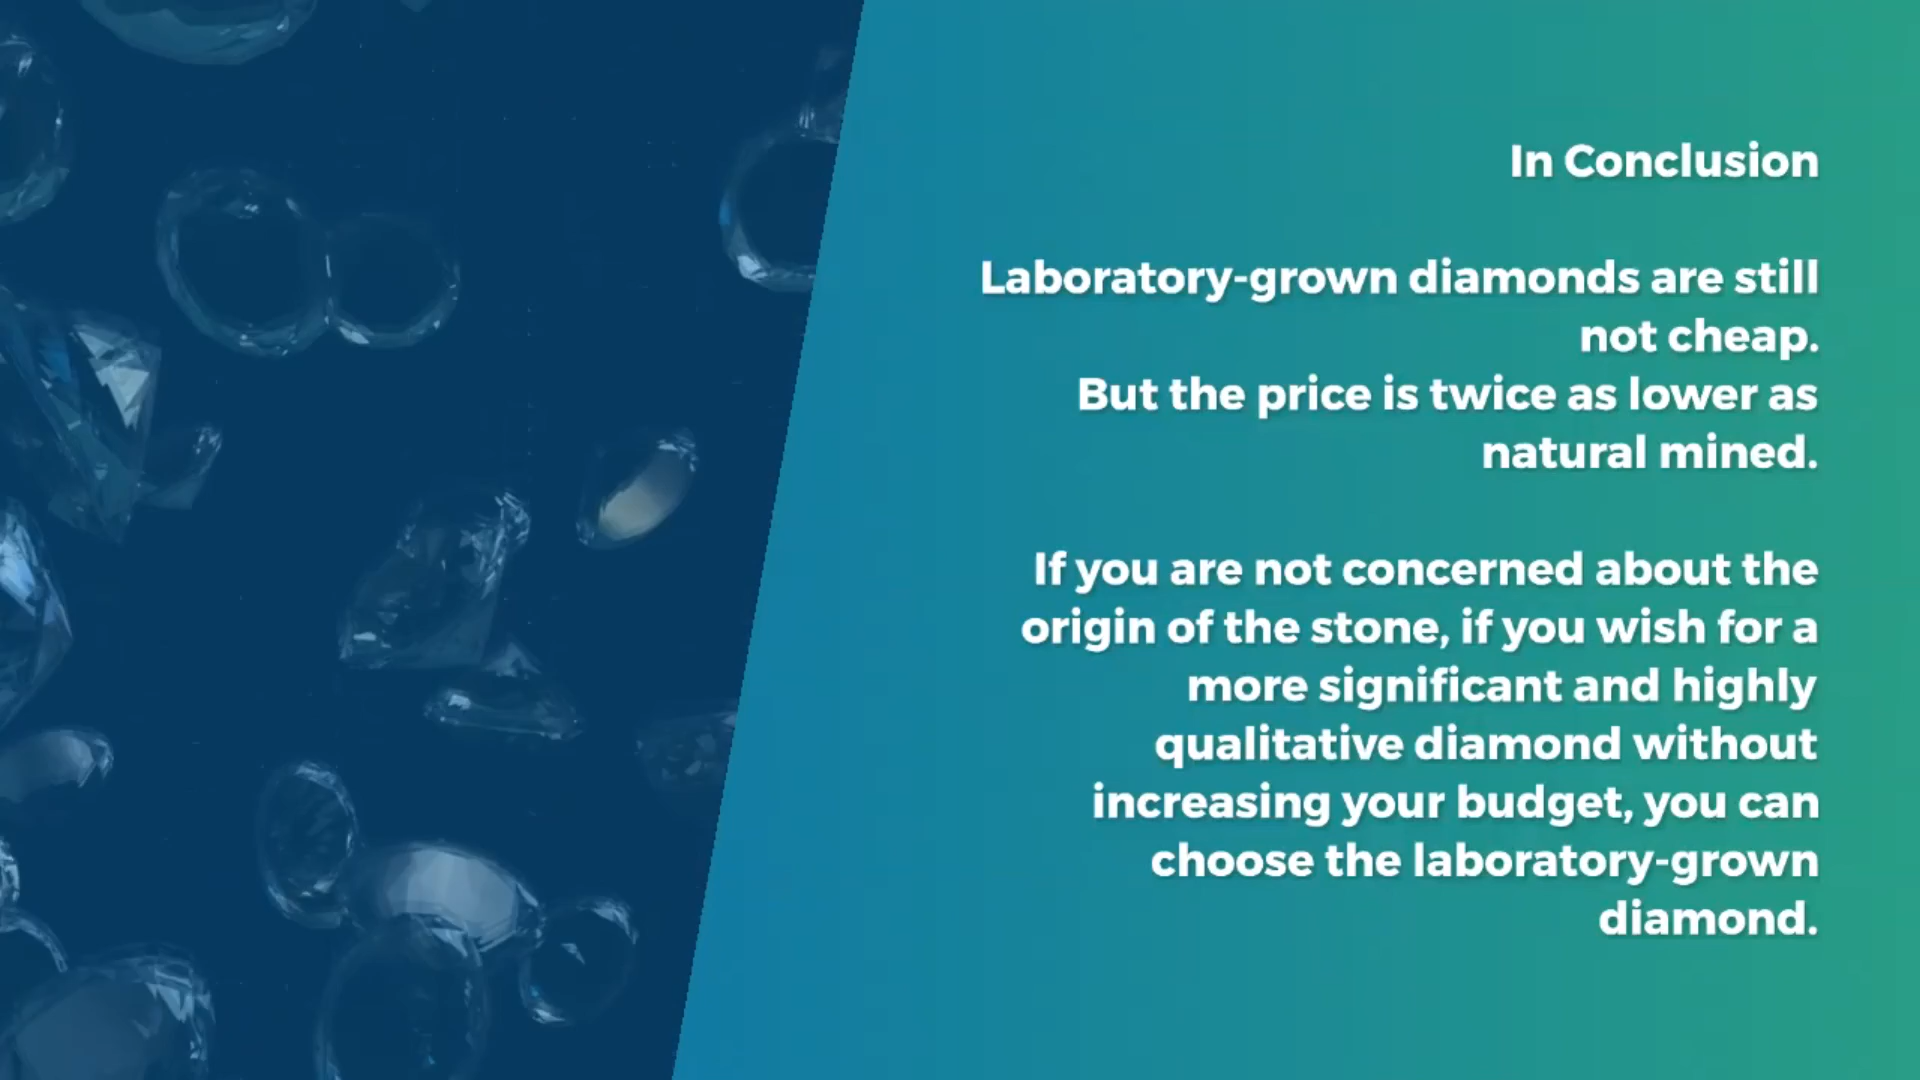 In Conclusion
Laboratory-grown diamonds are still
not cheap.
But the price is twice as lower as
natural mined.
If you are not concerned about the
origin of the stone, if you wish for a
more significant and highly
qualitative diamond without
increasing your budget, you can
choose the laboratory-grown
diamond.